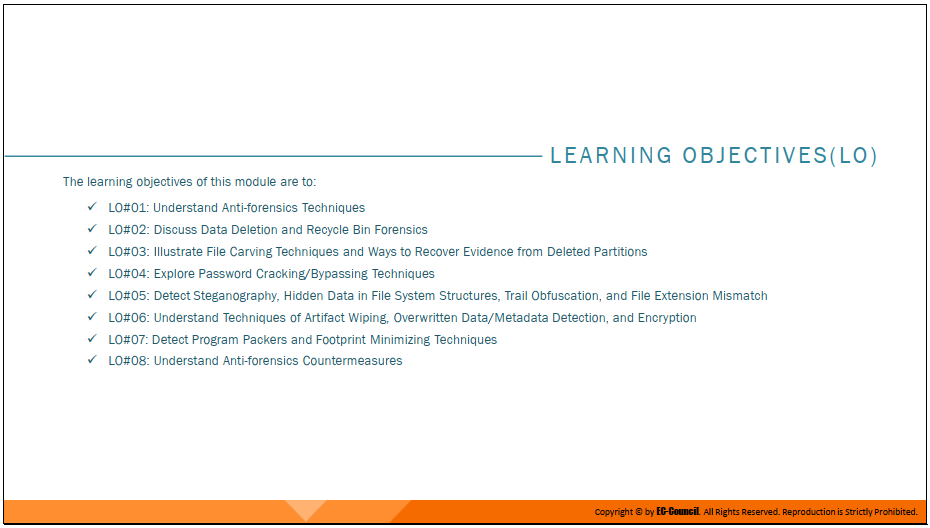 LEARNING OBJECTIVES(LO)
The learning objectives of this module are to:
✓ LO#01: Understand Anti-forensics Techniques
✓ LO#02: Discuss Data Deletion and Recycle Bin Forensics
✓ LO#03: Illustrate File Carving Techniques and Ways to Recover Evidence from Deleted Partitions
✓ LO#04: Explore Password Cracking/Bypassing Techniques
✓ LO#05: Detect Steganography, Hidden Data in File System Structures, Trail Obfuscation, and File Extension Mismatch
✓ LO#06: Understand Techniques of Artifact Wiping, Overwritten Data/Metadata Detection, and Encryption
✓ LO#07: Detect Program Packers and Footprint Minimizing Techniques
✓ LO#08: Understand Anti-forensics Countermeasures
Copyright © by EC-Council. All Rights Reserved. Reproduction is Strictly Prohibited.